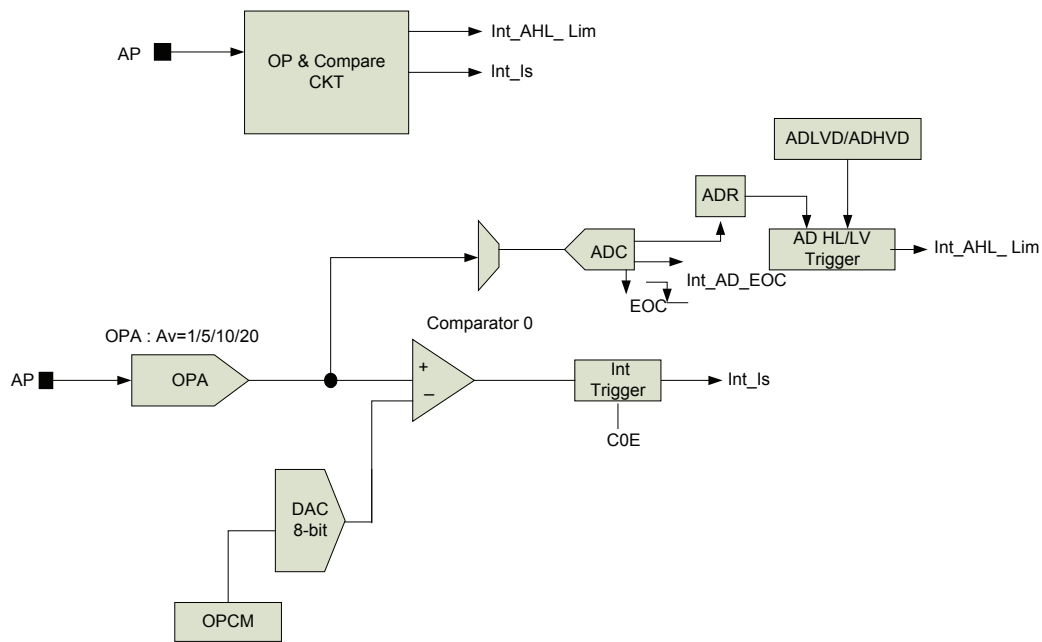 AP
OP & Compare
CKT
Int_AHL_ Lim
Int_Is
ADLVD/ADHVD
ADR
ADC
AD HL/LV
Trigger
Int_AHL_ Lim
Int_AD_EOC
EOC
Comparator 0
OPA : Av=1/5/10/20
AP
OPA
+
–
Int
Trigger
Int_Is
C0E
DAC
8-bit
OPCM